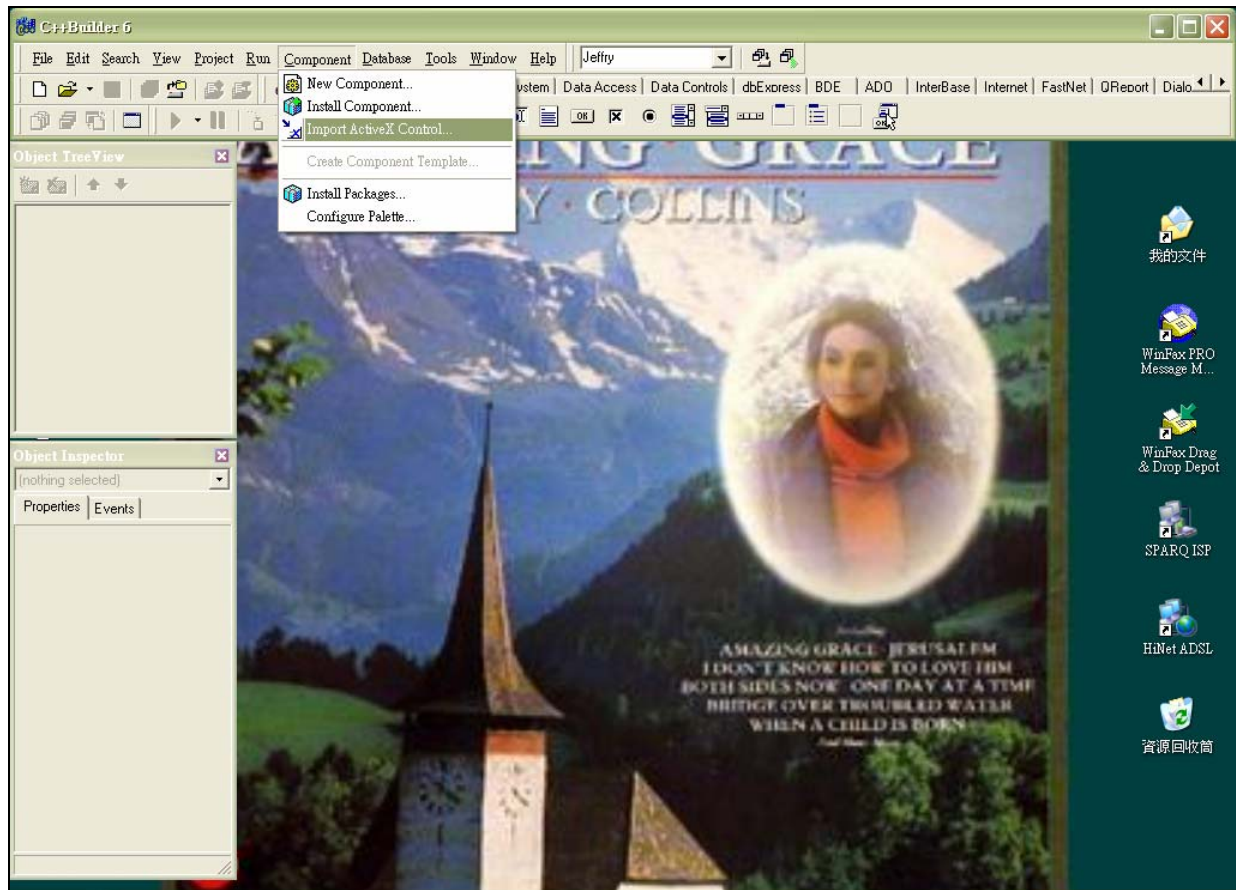 C++Builder 6
File Edit Search View Project Run Component Database Tools Window Help Jeffry
System Data Access Data Controls dbExpress BDE ADO InterBase Internet FastNet QReport
New Component...
Install Component...
Import ActiveX Control...
Create Component Template...
Install Packages...
Configure Palette...
Object TreeView
GRACE
COLLINS
Object Inspector
(nothing selected)
Properties Events
AMAZING GRACE JERUSALEM
I DON'T KNOW HOW TO LOVE HIM
BOTH SIDES NOW ONE DAY AT A TIME
BRIDGE OVER TROUBLED WATER
WHEN A CHILD IS BORN
我的文件
WinFax PRO
Message M...
WinFax Drag
& Drop Depot
SPARQ ISP
HiNet ADSL
資源回收筒